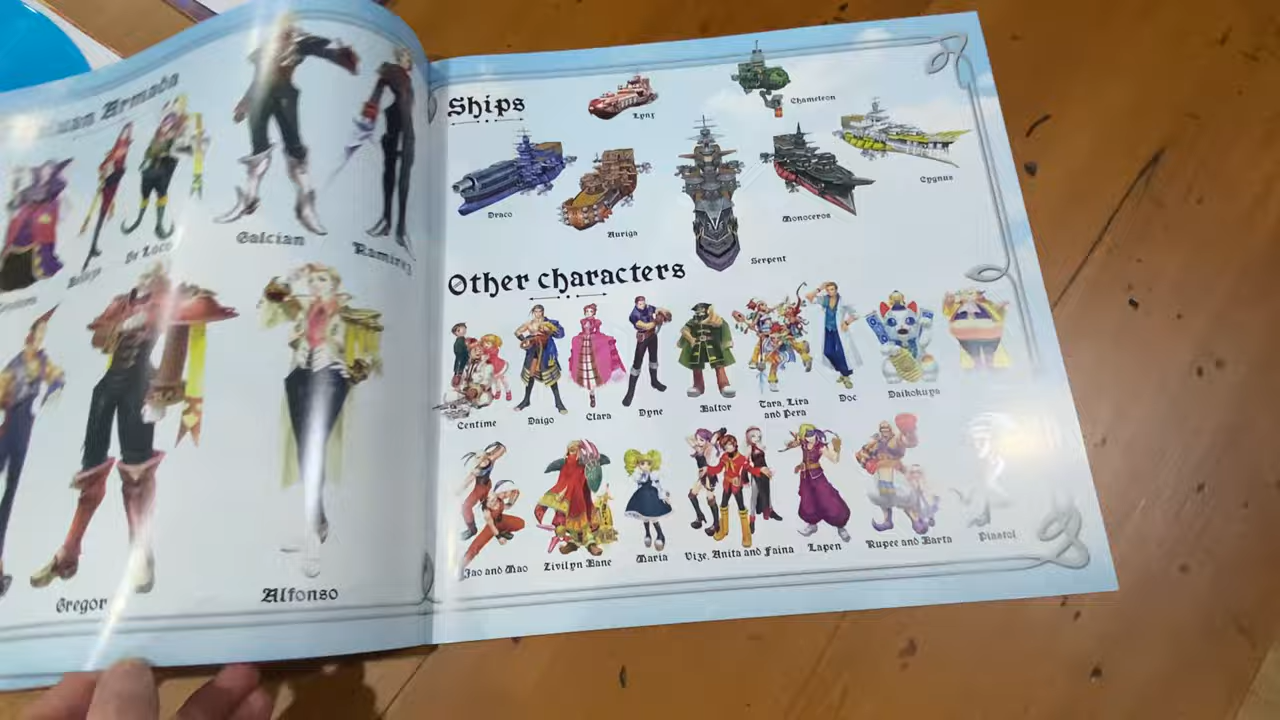 Armada
De Loco
Galcian
Ramirez
Gregor
Alfonso
Ships
Lynx
Chameleon
Draco
Auriga
Serpent
Monoceros
Cygnus
Other characters
Centime
Daigo
Clara
Dyne
Baltor
Tara, Lira
and Pera
Doc
Daikokuya
Jao and Mao
Zivilyn Bane
Maria
Vize, Anita and Faina
Lapen
Rupee and Barta
Piastol